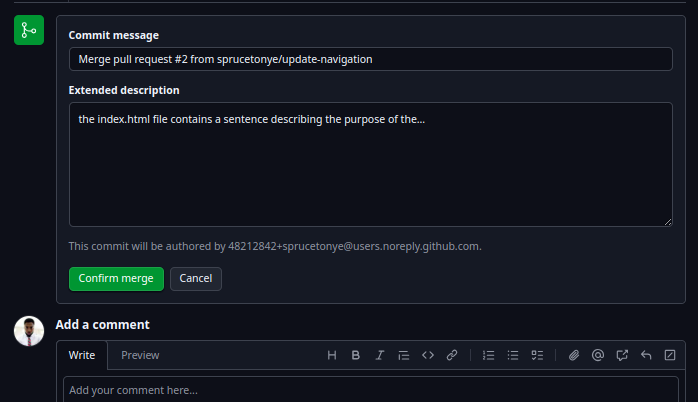 Commit message
Merge pull request #2 from sprucetonye/update-navigation
Extended description
the index.html file contains a sentence describing the purpose of the...
This commit will be authored by 48212842+sprucetonye@users.noreply.github.com.
Confirm merge Cancel
Add a comment
Write Preview
Add your comment here...